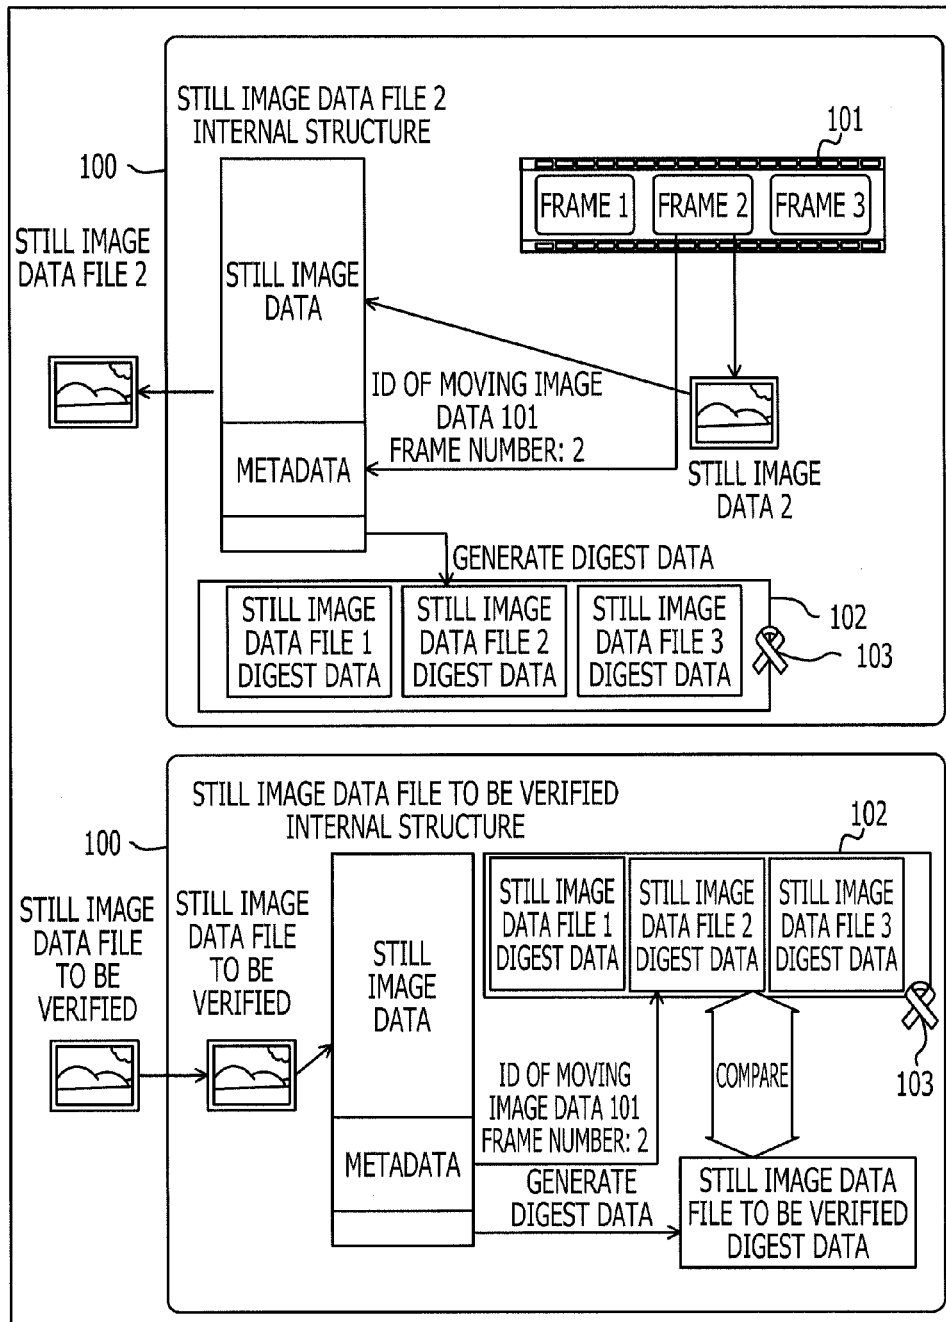 STILL IMAGE DATA FILE 2
INTERNAL STRUCTURE
101
100
FRAME 1
FRAME 2
FRAME 3
STILL IMAGE
DATA FILE 2
STILL IMAGE
DATA
ID OF MOVING IMAGE
DATA 101
FRAME NUMBER: 2
METADATA
STILL IMAGE
DATA 2
GENERATE DIGEST DATA
STILL IMAGE
DATA FILE 1
DIGEST DATA
STILL IMAGE
DATA FILE 2
DIGEST DATA
STILL IMAGE
DATA FILE 3
DIGEST DATA
102
103
STILL IMAGE DATA FILE TO BE VERIFIED
INTERNAL STRUCTURE
100
102
STILL IMAGE
DATA FILE
TO BE
VERIFIED
STILL IMAGE
DATA FILE
TO BE
VERIFIED
STILL
IMAGE
DATA
STILL IMAGE
DATA FILE 1
DIGEST DATA
STILL IMAGE
DATA FILE 2
DIGEST DATA
STILL IMAGE
DATA FILE 3
DIGEST DATA
103
COMPARE
ID OF MOVING
IMAGE DATA 101
FRAME NUMBER: 2
METADATA
GENERATE
DIGEST DATA
STILL IMAGE DATA
FILE TO BE VERIFIED
DIGEST DATA